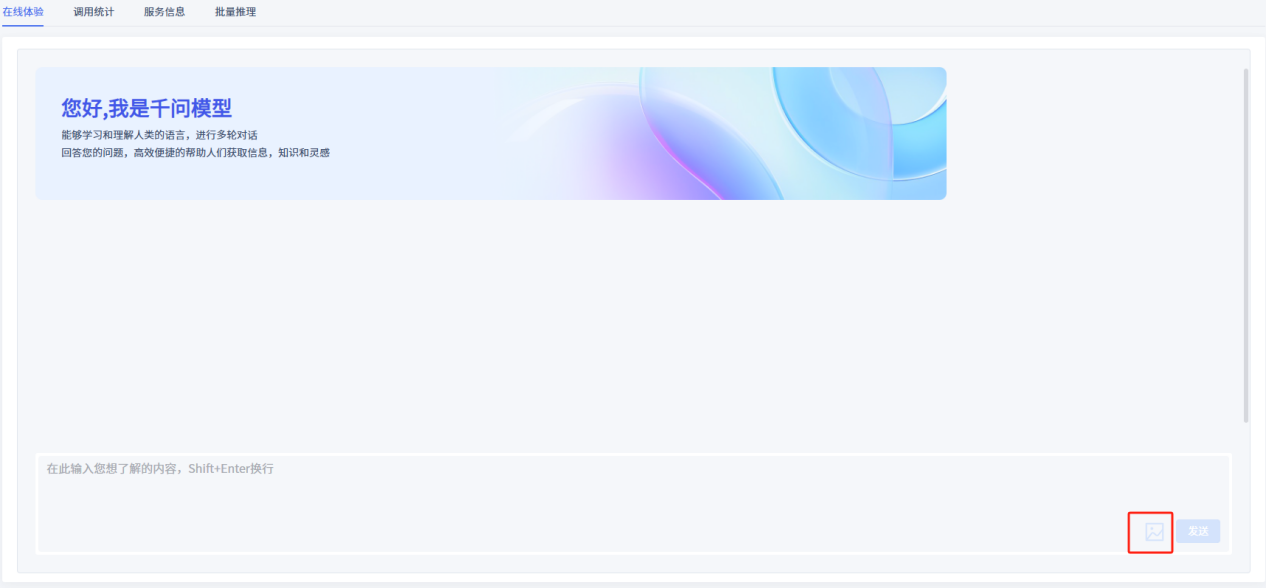 在线体验
调用统计
服务信息
批量推理
您好,我是千问模型
能够学习和理解人类的语言，进行多轮对话
回答您的问题，高效便捷的帮助人们获取信息，知识和灵感
在此输入您想了解的内容，Shift+Enter换行
发送